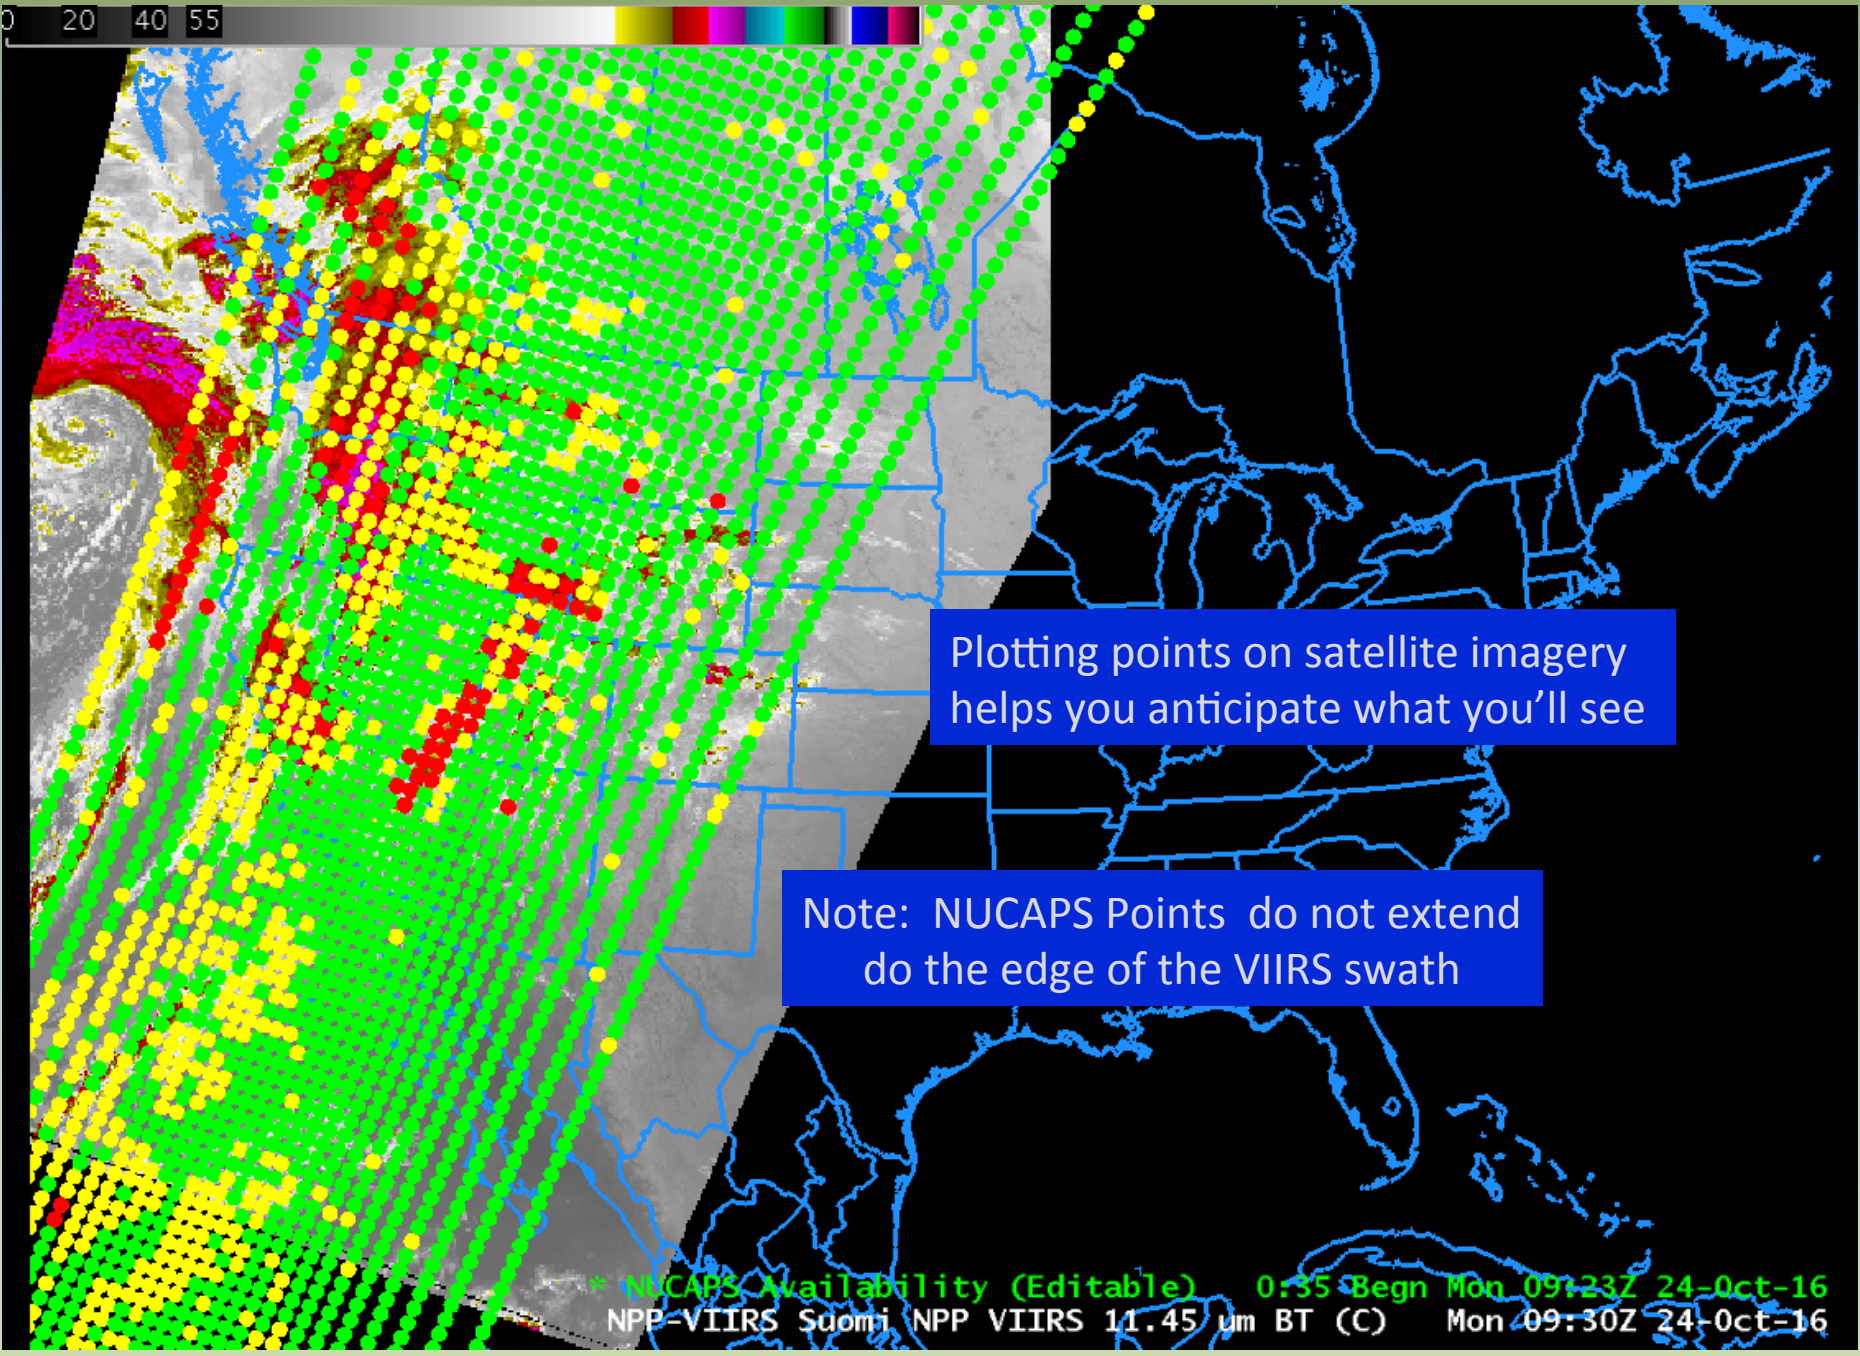 0 20 40 55
Plotting points on satellite imagery
helps you anticipate what you'll see
Note: NUCAPS Points do not extend
do the edge of the VIIRS swath
* NUCAPS Availability (Editable) 0:35 Begn Mon 09:23Z 24-Oct-16
NPP-VIIRS Suomi NPP VIIRS 11.45 um BT (C) Mon 09:30Z 24-Oct-16